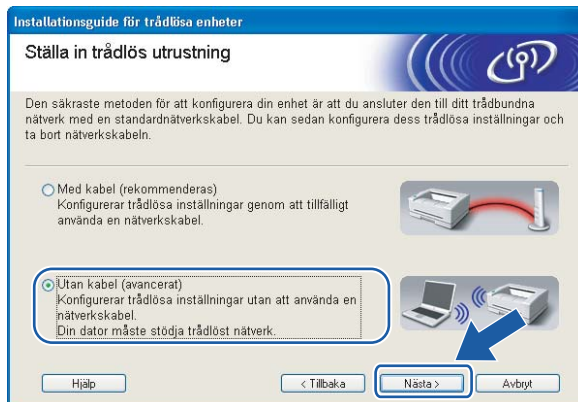 Installationsguide för trådlösa enheter
Ställa in trådlös utrustning
Den säkraste metoden för att konfigurera din enhet är att du ansluter den till ditt trådbundna
nätverk med en standardnätverkskabel. Du kan sedan konfigurera dess trådlösa inställningar och
ta bort nätverkskabeln.
Med kabel (rekommenderas)
Konfigurerar trådlösa inställningar genom att tillfälligt
använda en nätverkskabel.
Utan kabel (avancerat)
Konfigurerar trådlösa inställningar utan att använda en
nätverkskabel.
Din dator måste stödja trådlöst nätverk.
Hjälp
< Tillbaka
Nästa >
Avbryt